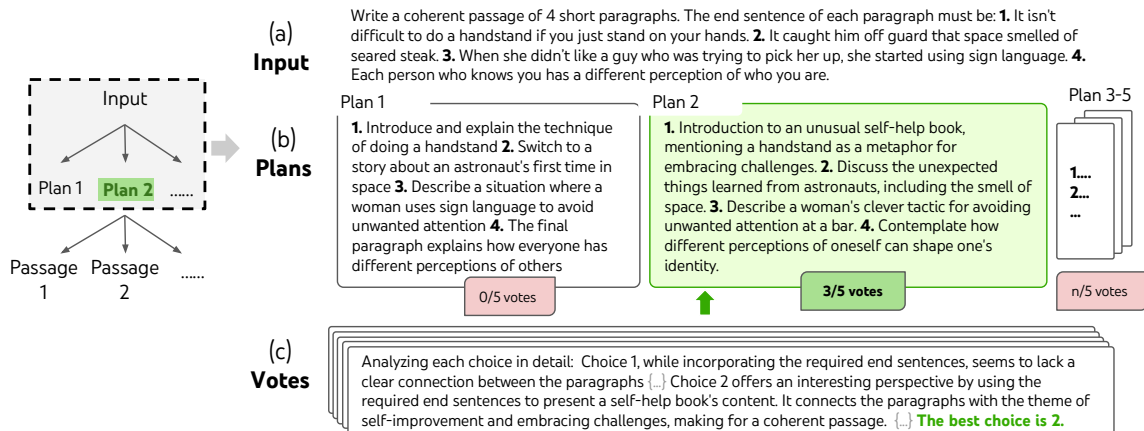 (a)
Input
Write a coherent passage of 4 short paragraphs. The end sentence of each paragraph must be: 1. It isn't
difficult to do a handstand if you just stand on your hands. 2. It caught him off guard that space smelled of
seared steak. 3. When she didn't like a guy who was trying to pick her up, she started using sign language. 4.
Each person who knows you has a different perception of who you are.
Input
Plan 1
Plan 2
......
Passage
1
Passage
2
......
(b)
Plans
Plan 1
1. Introduce and explain the technique
of doing a handstand 2. Switch to a
story about an astronaut's first time in
space 3. Describe a situation where a
woman uses sign language to avoid
unwanted attention 4. The final
paragraph explains how everyone has
different perceptions of others
0/5 votes
Plan 2
1. Introduction to an unusual self-help book,
mentioning a handstand as a metaphor for
embracing challenges. 2. Discuss the unexpected
things learned from astronauts, including the smell of
space. 3. Describe a woman's clever tactic for avoiding
unwanted attention at a bar. 4. Contemplate how
different perceptions of oneself can shape one's
identity.
3/5 votes
Plan 3-5
1....
2...
...
n/5 votes
(c)
Votes
Analyzing each choice in detail: Choice 1, while incorporating the required end sentences, seems to lack a
clear connection between the paragraphs {...} Choice 2 offers an interesting perspective by using the
required end sentences to present a self-help book's content. It connects the paragraphs with the theme of
self-improvement and embracing challenges, making for a coherent passage. {...} The best choice is 2.